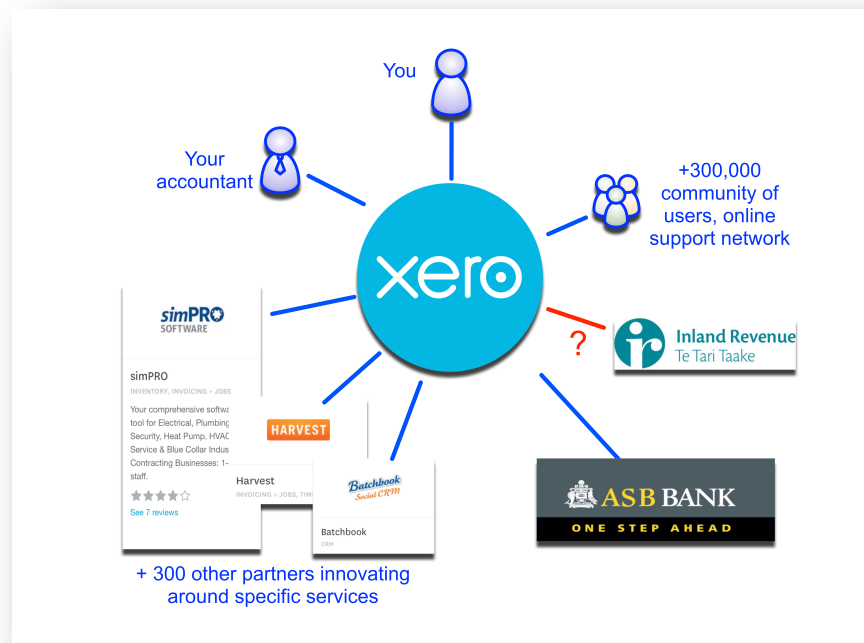 You
Your
accountant
+300,000
community of
users, online
support network
xero
simPRO
SOFTWARE
simPRO
INVENTORY, INVOICING + JOBS
Your comprehensive softwa
tool for Electrical, Plumbing
Security, Heat Pump, HVAC
Service & Blue Collar Indus
Contracting Businesses: 1-
staff.
See 7 reviews
HARVEST
Harvest
INVOICING + JOBS, TIM
Batchbook
Social CRM
Batchbook
CRM
?
ir
Inland Revenue
Te Tari Taake
ASB BANK
ONE STEP AHEAD
+ 300 other partners innovating
around specific services